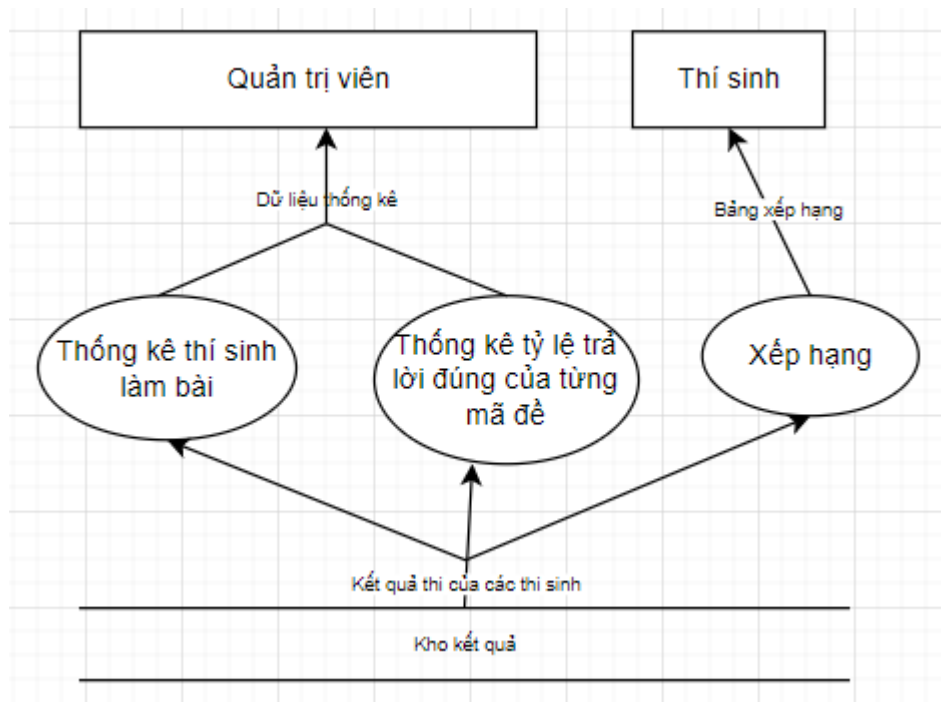 Quản trị viên
Thí sinh
Dữ liệu thống kê
Bảng xếp hạng
Thống kê thí sinh
làm bài
Thống kê tỷ lệ trả
lời đúng của từng
mã đề
Xếp hạng
Kết quả thi của các thi sinh
Kho kết quả